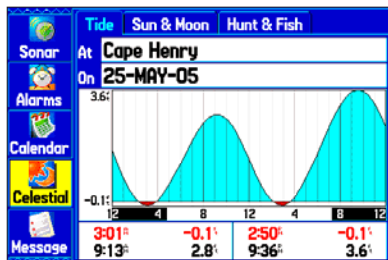 Tide Sun & Moon Hunt & Fish
Sonar
At Cape Henry
On 25-MAY-05
Alarms
3.6
Calendar
Celestial
-0.1
12 4 8 12 4 8 12
3:01 -0.1 2:50 -0.1
Message
9:13 2.8 9:36 3.6